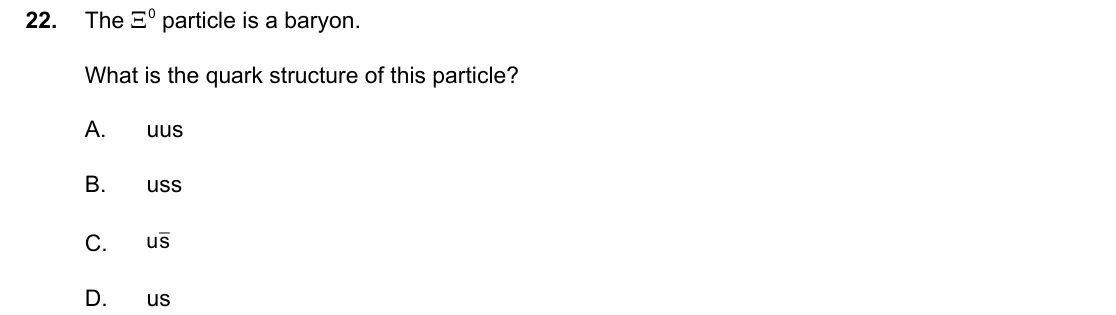 22. The Ξ⁰ particle is a baryon.
What is the quark structure of this particle?
A. uus
B. uss
C. us̅
D. us